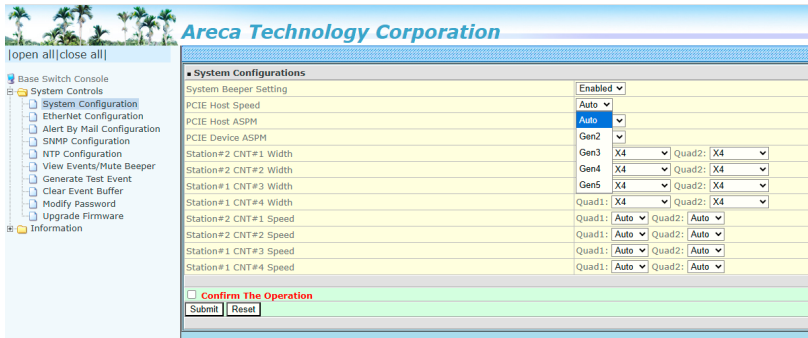 Areca Technology Corporation
|open all|close all|
Base Switch Console
System Controls
System Configuration
EtherNet Configuration
Alert By Mail Configuration
SNMP Configuration
NTP Configuration
View Events/Mute Beeper
Generate Test Event
Clear Event Buffer
Modify Password
Upgrade Firmware
Information
System Configurations
System Beeper Setting Enabled
PCIE Host Speed Auto
PCIE Host ASPM
PCIE Device ASPM
Auto
Gen2
Gen3
Gen4
Gen5
Station#2 CNT#1 Width X4 Quad2: X4
Station#2 CNT#2 Width X4 Quad2: X4
Station#1 CNT#3 Width X4 Quad2: X4
Station#1 CNT#4 Width Quad1: X4 Quad2: X4
Station#2 CNT#1 Speed Quad1: Auto Quad2: Auto
Station#2 CNT#2 Speed Quad1: Auto Quad2: Auto
Station#1 CNT#3 Speed Quad1: Auto Quad2: Auto
Station#1 CNT#4 Speed Quad1: Auto Quad2: Auto
Confirm The Operation
Submit Reset